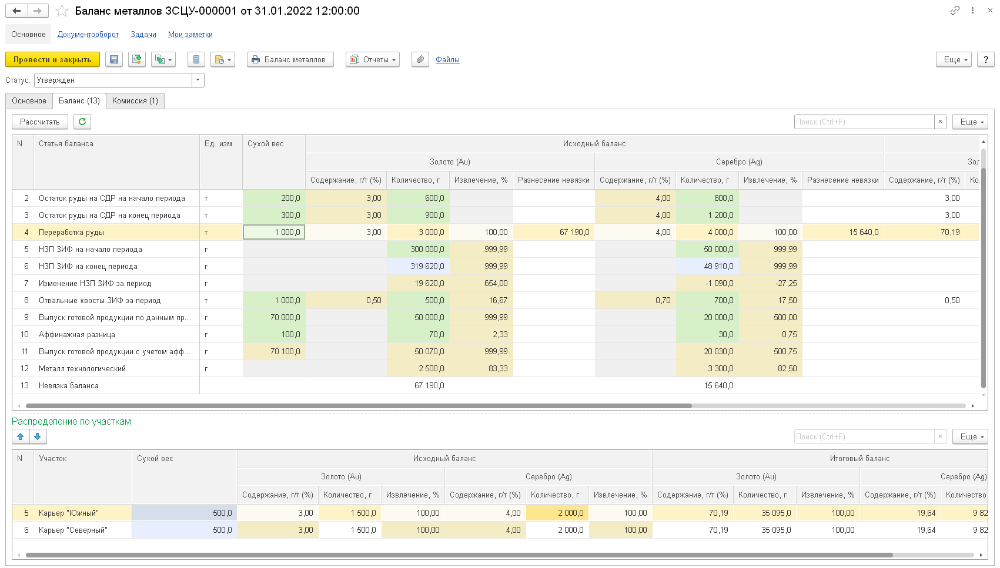 Баланс металлов ЗСЦУ-000001 от 31.01.2022 12:00:00
Основное Документооборот Задачи Мои заметки
Провести и закрыть Баланс металлов Отчеты Файлы Еще ?
Статус: Утвержден
Основное Баланс (13) Комиссия (1)
Рассчитать Поиск (Ctrl+F) × Еще
N Статья баланса Ед. изм. Сухой вес Исходный баланс
Золото (Au) Серебро (Ag) Зол
Содержание, г/т (%) Количество, г Извлечение, % Разнесение невязки Содержание, г/т (%) Количество, г Извлечение, % Разнесение невязки Содержание, г/т (%) Ко
2 Остаток руды на СДР на начало периода т 200,0 3,00 600,0 4,00 800,0 3,00
3 Остаток руды на СДР на конец периода т 300,0 3,00 900,0 4,00 1 200,0 3,00
4 Переработка руды т 1 000,0 3,00 3 000,0 100,00 67 190,0 4,00 4 000,0 100,00 15 640,0 70,19
5 НЗП ЗИФ на начало периода г 300 000,0 999,99 50 000,0 999,99
6 НЗП ЗИФ на конец периода г 319 620,0 999,99 48 910,0 999,99
7 Изменение НЗП ЗИФ за период г 19 620,0 654,00 -1 090,0 -27,25
8 Отвальные хвосты ЗИФ за период т 1 000,0 0,50 500,0 16,67 0,70 700,0 17,50 0,50
9 Выпуск готовой продукции по данным пр... г 70 000,0 50 000,0 999,99 20 000,0 500,00
10 Аффинажная разница г 100,0 70,0 2,33 30,0 0,75
11 Выпуск готовой продукции с учетом афф... г 70 100,0 50 070,0 999,99 20 030,0 500,75
12 Металл технологический г 2 500,0 83,33 3 300,0 82,50
13 Невязка баланса 67 190,0 15 640,0
Распределение по участкам
Поиск (Ctrl+F) × Еще
N Участок Сухой вес Исходный баланс Итоговый баланс
Золото (Au) Серебро (Ag) Золото (Au) Серебро (Ag)
Содержание, г/т (%) Количество, г Извлечение, % Содержание, г/т (%) Количество, г Извлечение, % Содержание, г/т (%) Количество, г Извлечение, % Содержание, г/т (%) Количество
5 Карьер "Южный" 500,0 3,00 1 500,0 100,00 4,00 2 000,0 100,00 70,19 35 095,0 100,00 19,64 9 82
6 Карьер "Северный" 500,0 3,00 1 500,0 100,00 4,00 2 000,0 100,00 70,19 35 095,0 100,00 19,64 9 82